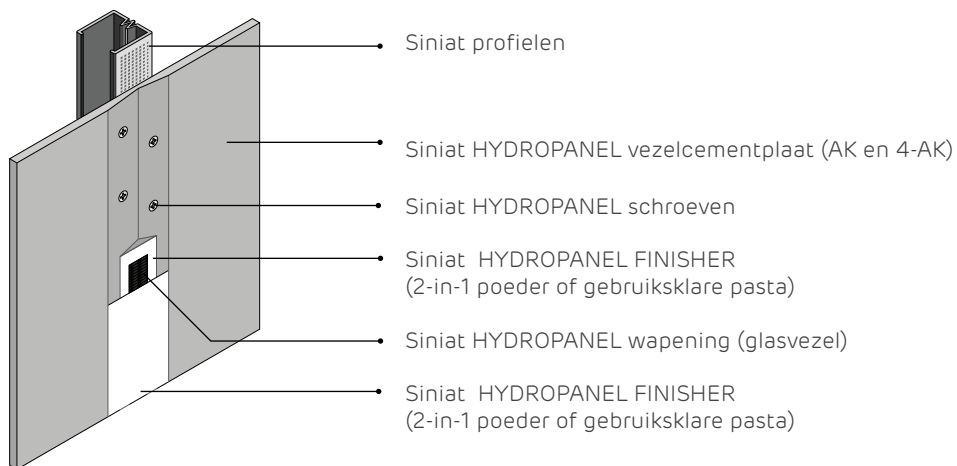 Siniat profielen
Siniat HYDROPANEL vezelcementplaat (AK en 4-AK)
Siniat HYDROPANEL schroeven
Siniat HYDROPANEL FINISHER
(2-in-1 poeder of gebruiksklare pasta)
Siniat HYDROPANEL wapening (glasvezel)
Siniat HYDROPANEL FINISHER
(2-in-1 poeder of gebruiksklare pasta)